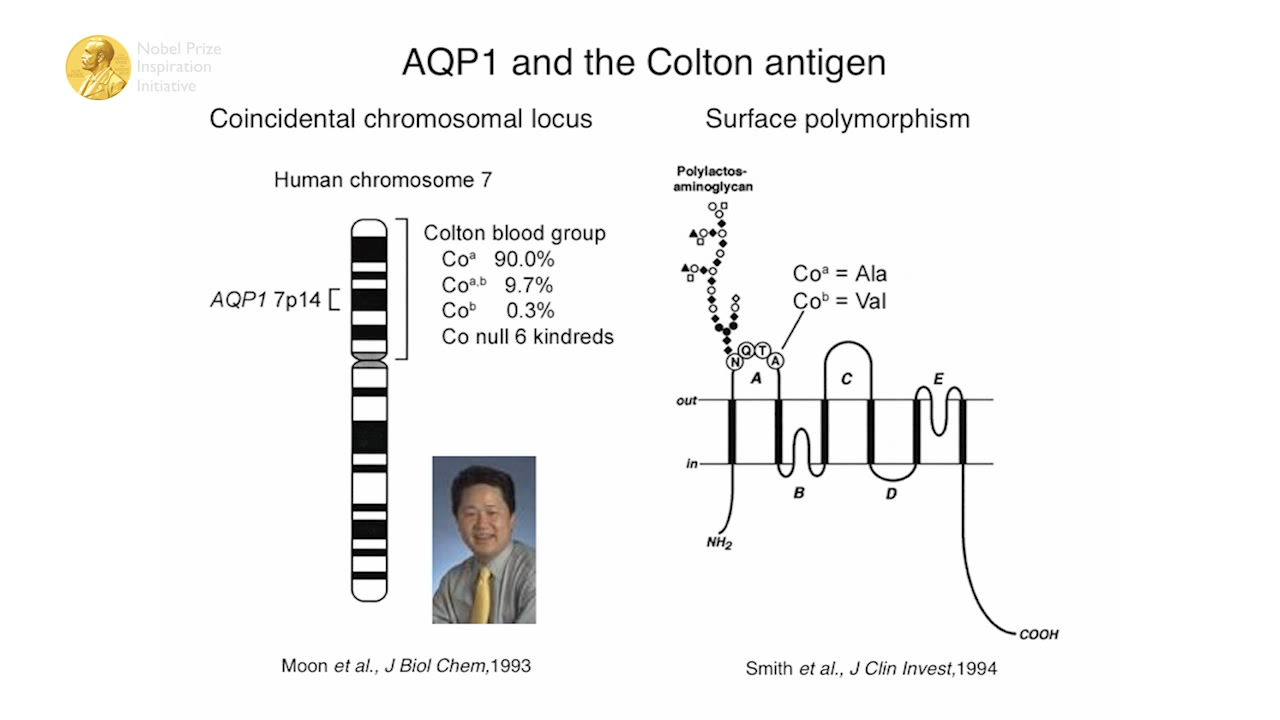 Nobel Prize
Inspiration
Initiative
AQP1 and the Colton antigen
Coincidental chromosomal locus
Human chromosome 7
Colton blood group
Coᵃ 90.0%
Coᵃ,ᵇ 9.7%
Coᵇ 0.3%
Co null 6 kindreds
AQP1 7p14
Moon et al., J Biol Chem,1993
Surface polymorphism
Polylactos-
aminoglycan
Coᵃ = Ala
Coᵇ = Val
N Q T A
A
C
E
out
in
B
D
NH₂
COOH
Smith et al., J Clin Invest,1994